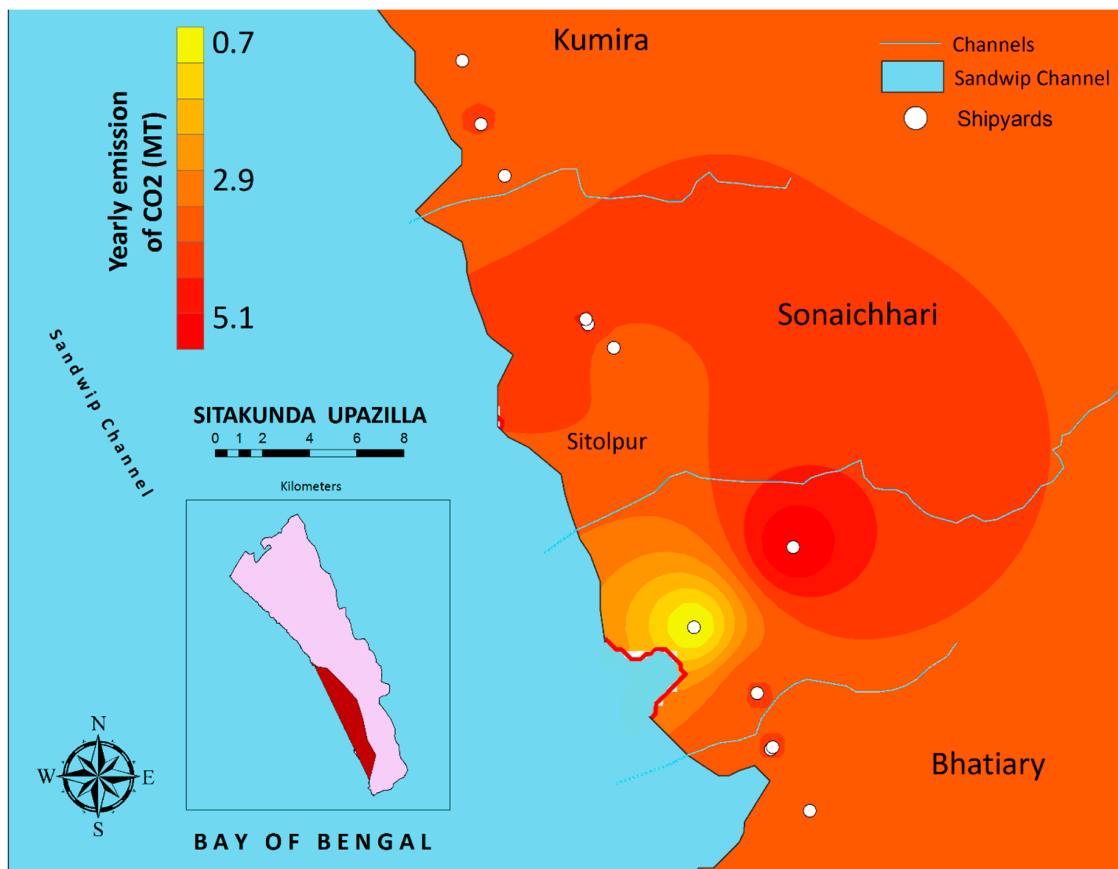 Kumira
0.7
2.9
5.1
Yearly emission
of CO2 (MT)
Channels
Sandwip Channel
Shipyards
Sonaichhari
Sandwip Channel
SITAKUNDA UPAZILLA
0 1 2 4 6 8
Kilometers
Sitolpur
Bhatiary
N
W E
S
BAY OF BENGAL